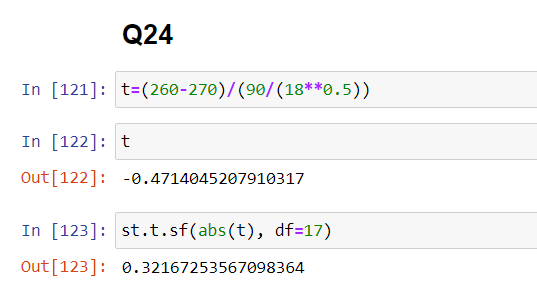 Q24
In [121]: t=(260-270)/(90/(18**0.5))
In [122]: t
Out[122]: -0.4714045207910317
In [123]: st.t.sf(abs(t), df=17)
Out[123]: 0.32167253567098364